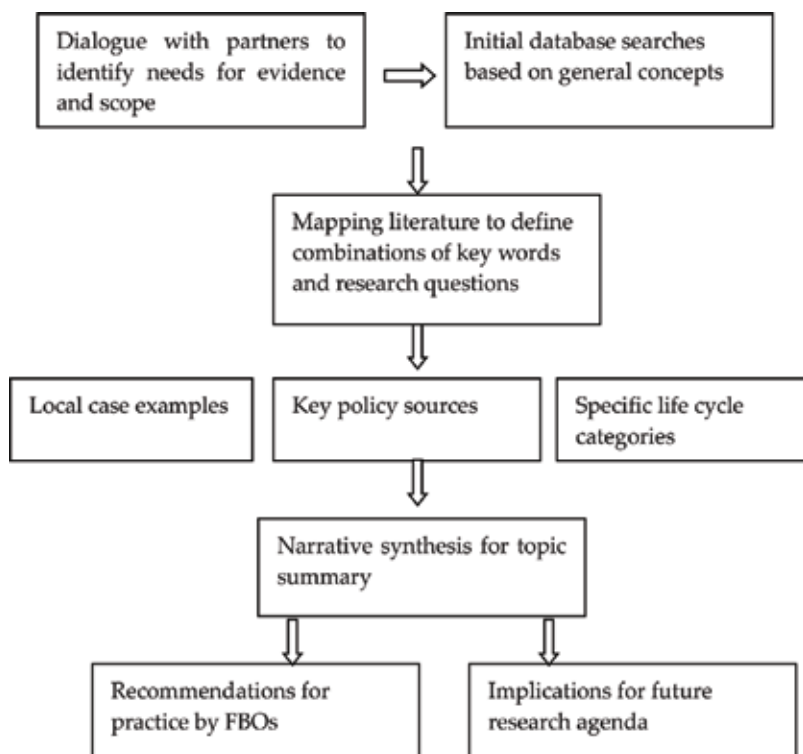 Dialogue with partners to
identify needs for evidence
and scope
Initial database searches
based on general concepts
Mapping literature to define
combinations of key words
and research questions
Local case examples
Key policy sources
Specific life cycle
categories
Narrative synthesis for topic
summary
Recommendations for
practice by FBOs
Implications for future
research agenda